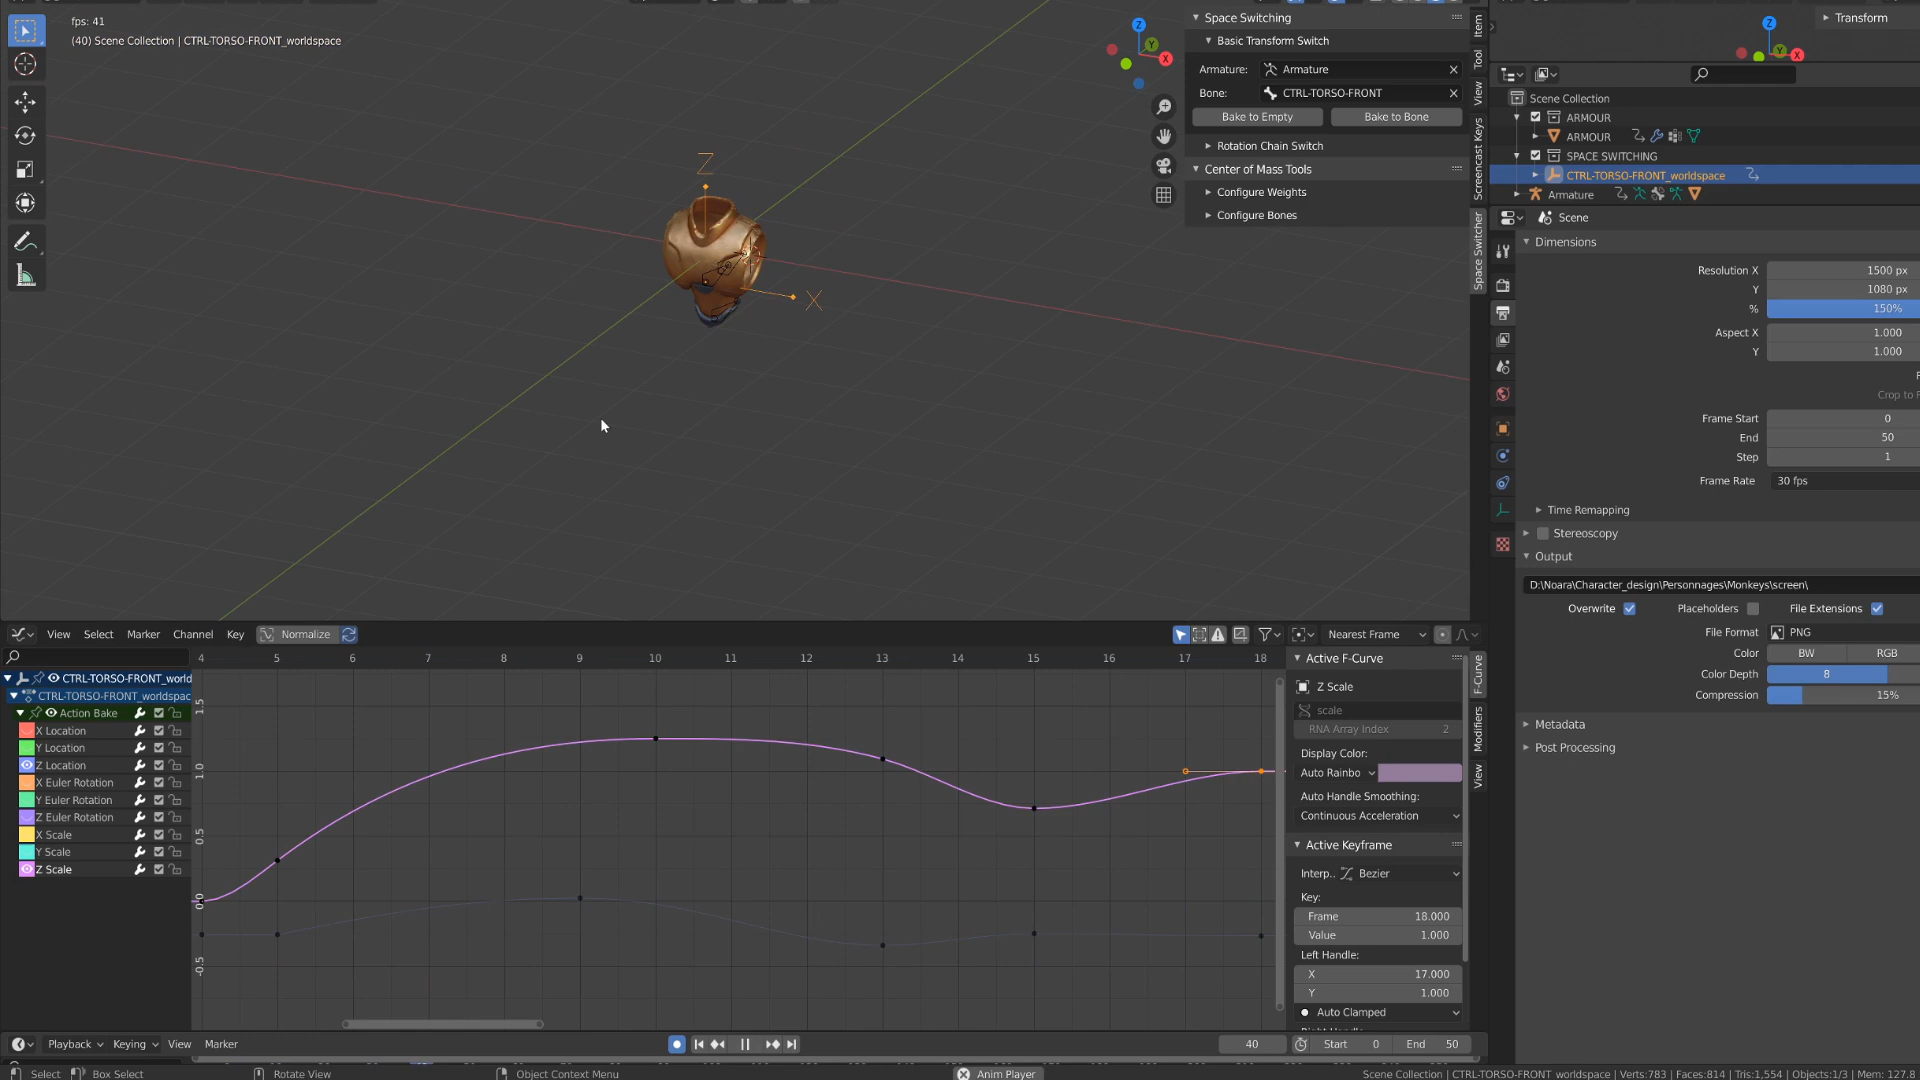 fps: 41
(40) Scene Collection | CTRL-TORSO-FRONT_worldspace
Z
X
Z
Y
X
Space Switching
Basic Transform Switch
Armature:
Armature
Bone:
CTRL-TORSO-FRONT
Bake to Empty
Bake to Bone
Rotation Chain Switch
Center of Mass Tools
Configure Weights
Configure Bones
Item
Tool
View
Screencast Keys
Space Switcher
Z
Y
X
Transform
Scene Collection
ARMOUR
ARMOUR
SPACE SWITCHING
CTRL-TORSO-FRONT_worldspace
Armature
Scene
Dimensions
Resolution X 1500 px
Y 1080 px
% 150%
Aspect X 1.000
Y 1.000
Crop to
Frame Start 0
End 50
Step 1
Frame Rate 30 fps
Time Remapping
Stereoscopy
Output
D:\Noara\Character_design\Personnages\Monkeys\screen\
Overwrite Placeholders File Extensions
File Format PNG
Color BW RGB
Color Depth 8
Compression 15%
Metadata
Post Processing
View Select Marker Channel Key Normalize Nearest Frame
4 5 6 7 8 9 10 11 12 13 14 15 16 17 18
CTRL-TORSO-FRONT_world
CTRL-TORSO-FRONT_worldspac
Action Bake
X Location
Y Location
Z Location
X Euler Rotation
Y Euler Rotation
Z Euler Rotation
X Scale
Y Scale
Z Scale
1.5
1.0
0.5
0.0
-0.5
Active F-Curve
Z Scale
scale
RNA Array Index 2
Display Color:
Auto Rainbo
Auto Handle Smoothing:
Continuous Acceleration
Active Keyframe
Interp.. Bezier
Key:
Frame 18.000
Value 1.000
Left Handle:
X 17.000
Y 1.000
Auto Clamped
F-Curve
Modifiers
View
Playback Keying View Marker
40 Start 0 End 50
Select Box Select Rotate View Object Context Menu Anim Player
Scene Collection | CTRL-TORSO-FRONT_worldspace | Verts:783 | Faces:814 | Tris:1,554 | Objects:1/3 | Mem: 127.8